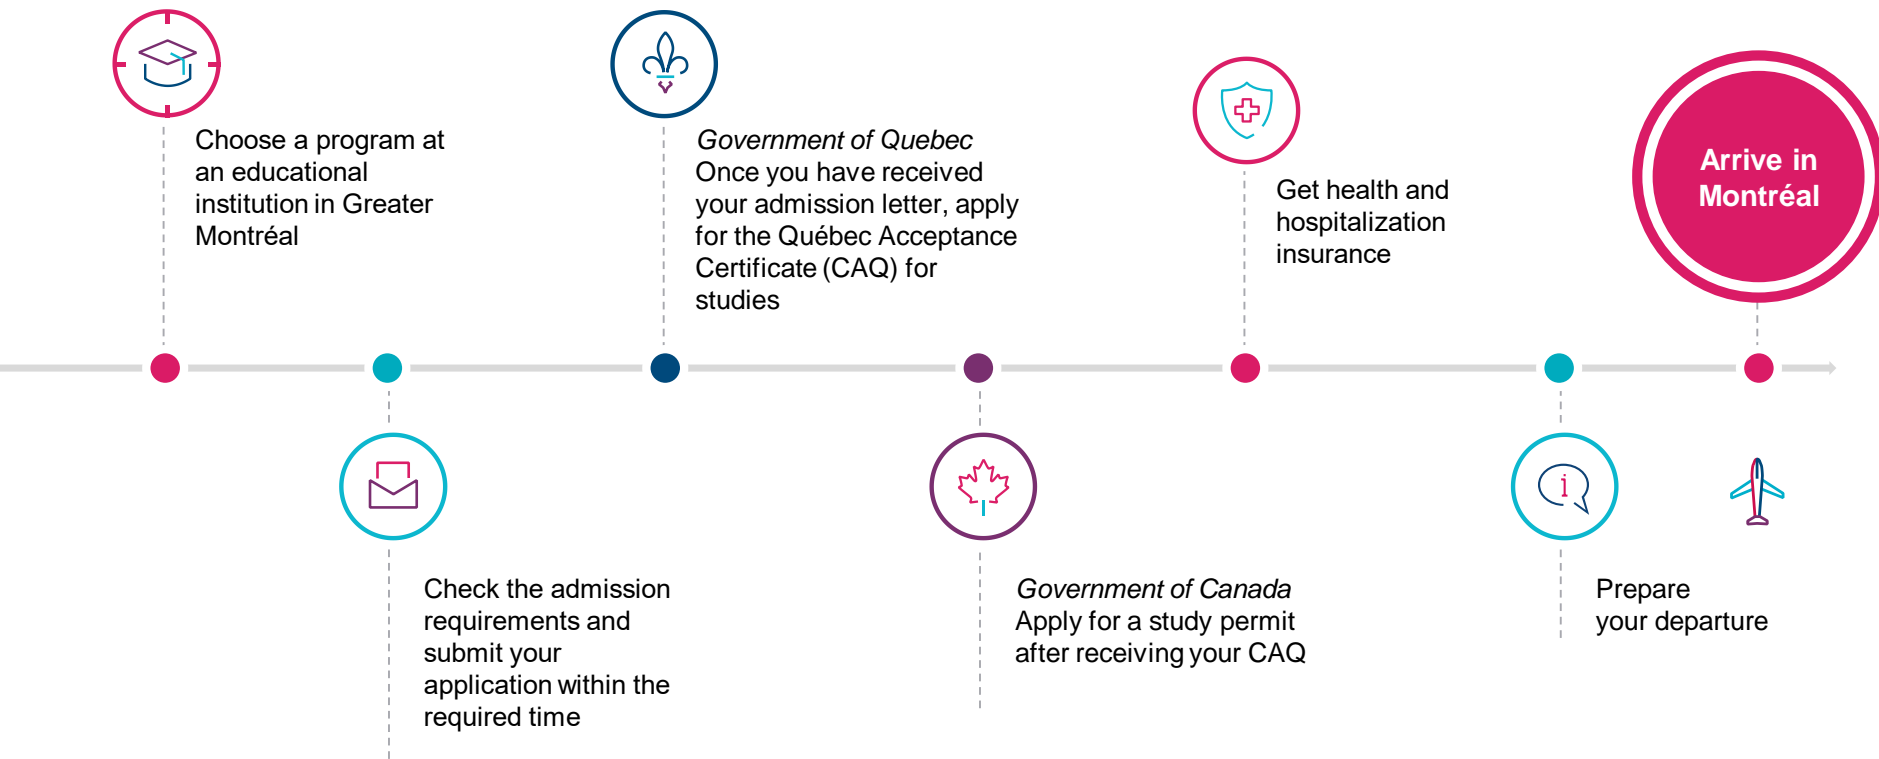 Choose a program at
an educational
institution in Greater
Montréal
Check the admission
requirements and
submit your
application within the
required time
Government of Quebec
Once you have received
your admission letter, apply
for the Québec Acceptance
Certificate (CAQ) for
studies
Government of Canada
Apply for a study permit
after receiving your CAQ
Get health and
hospitalization
insurance
i
Prepare
your departure
Arrive in
Montréal